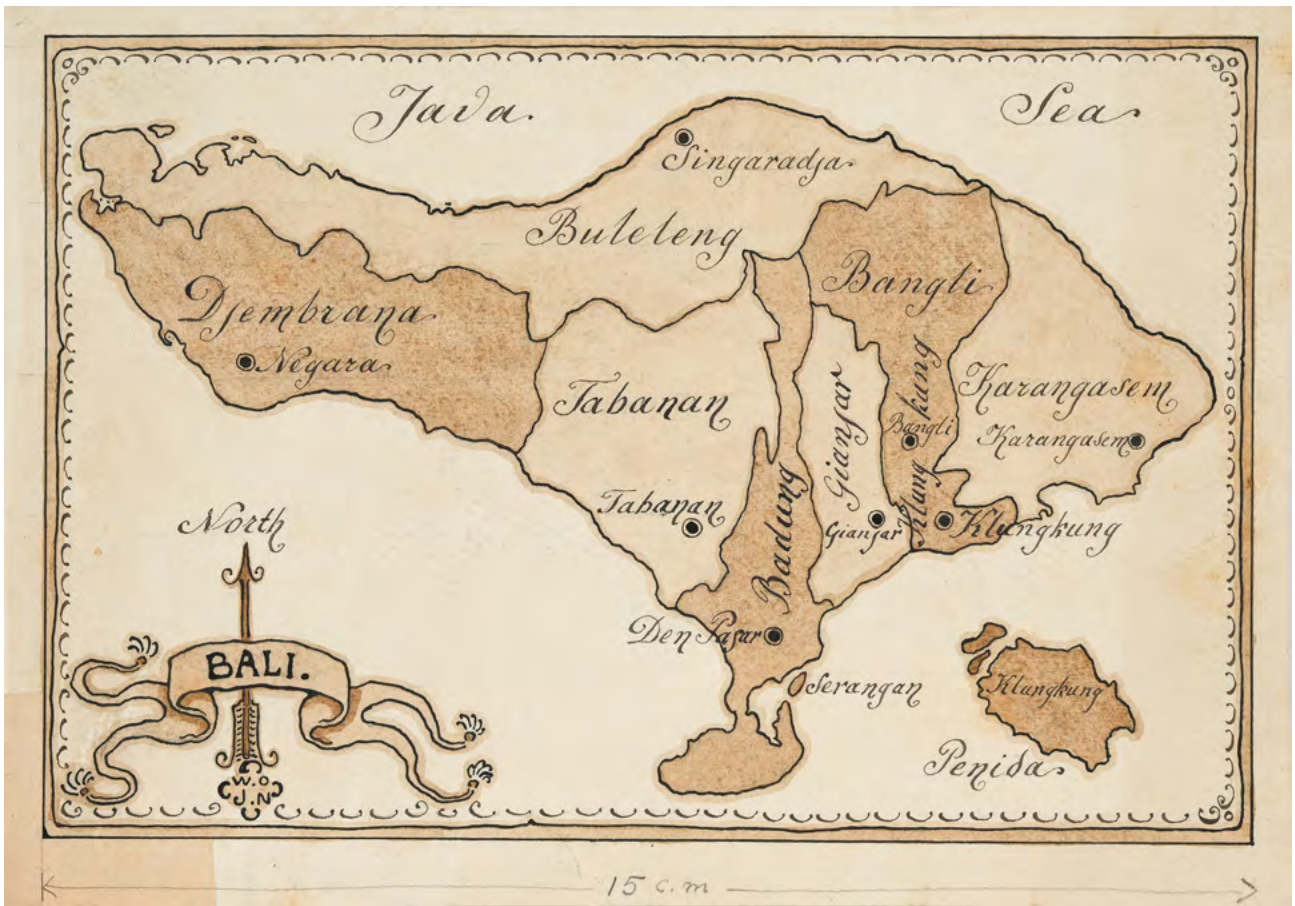 Java Sea
Singaradja
Buleleng
Bangli
Djembrana
Negara
Tabanan
Gianjar
Klungkung
Karangasem
Bangli
Karangasem
Tabanan
Badung
Gianjar
Klungkung
North
Den Pasar
BALI.
Serangan
Klungkung
Penida
W.O
J.N
15 c.m